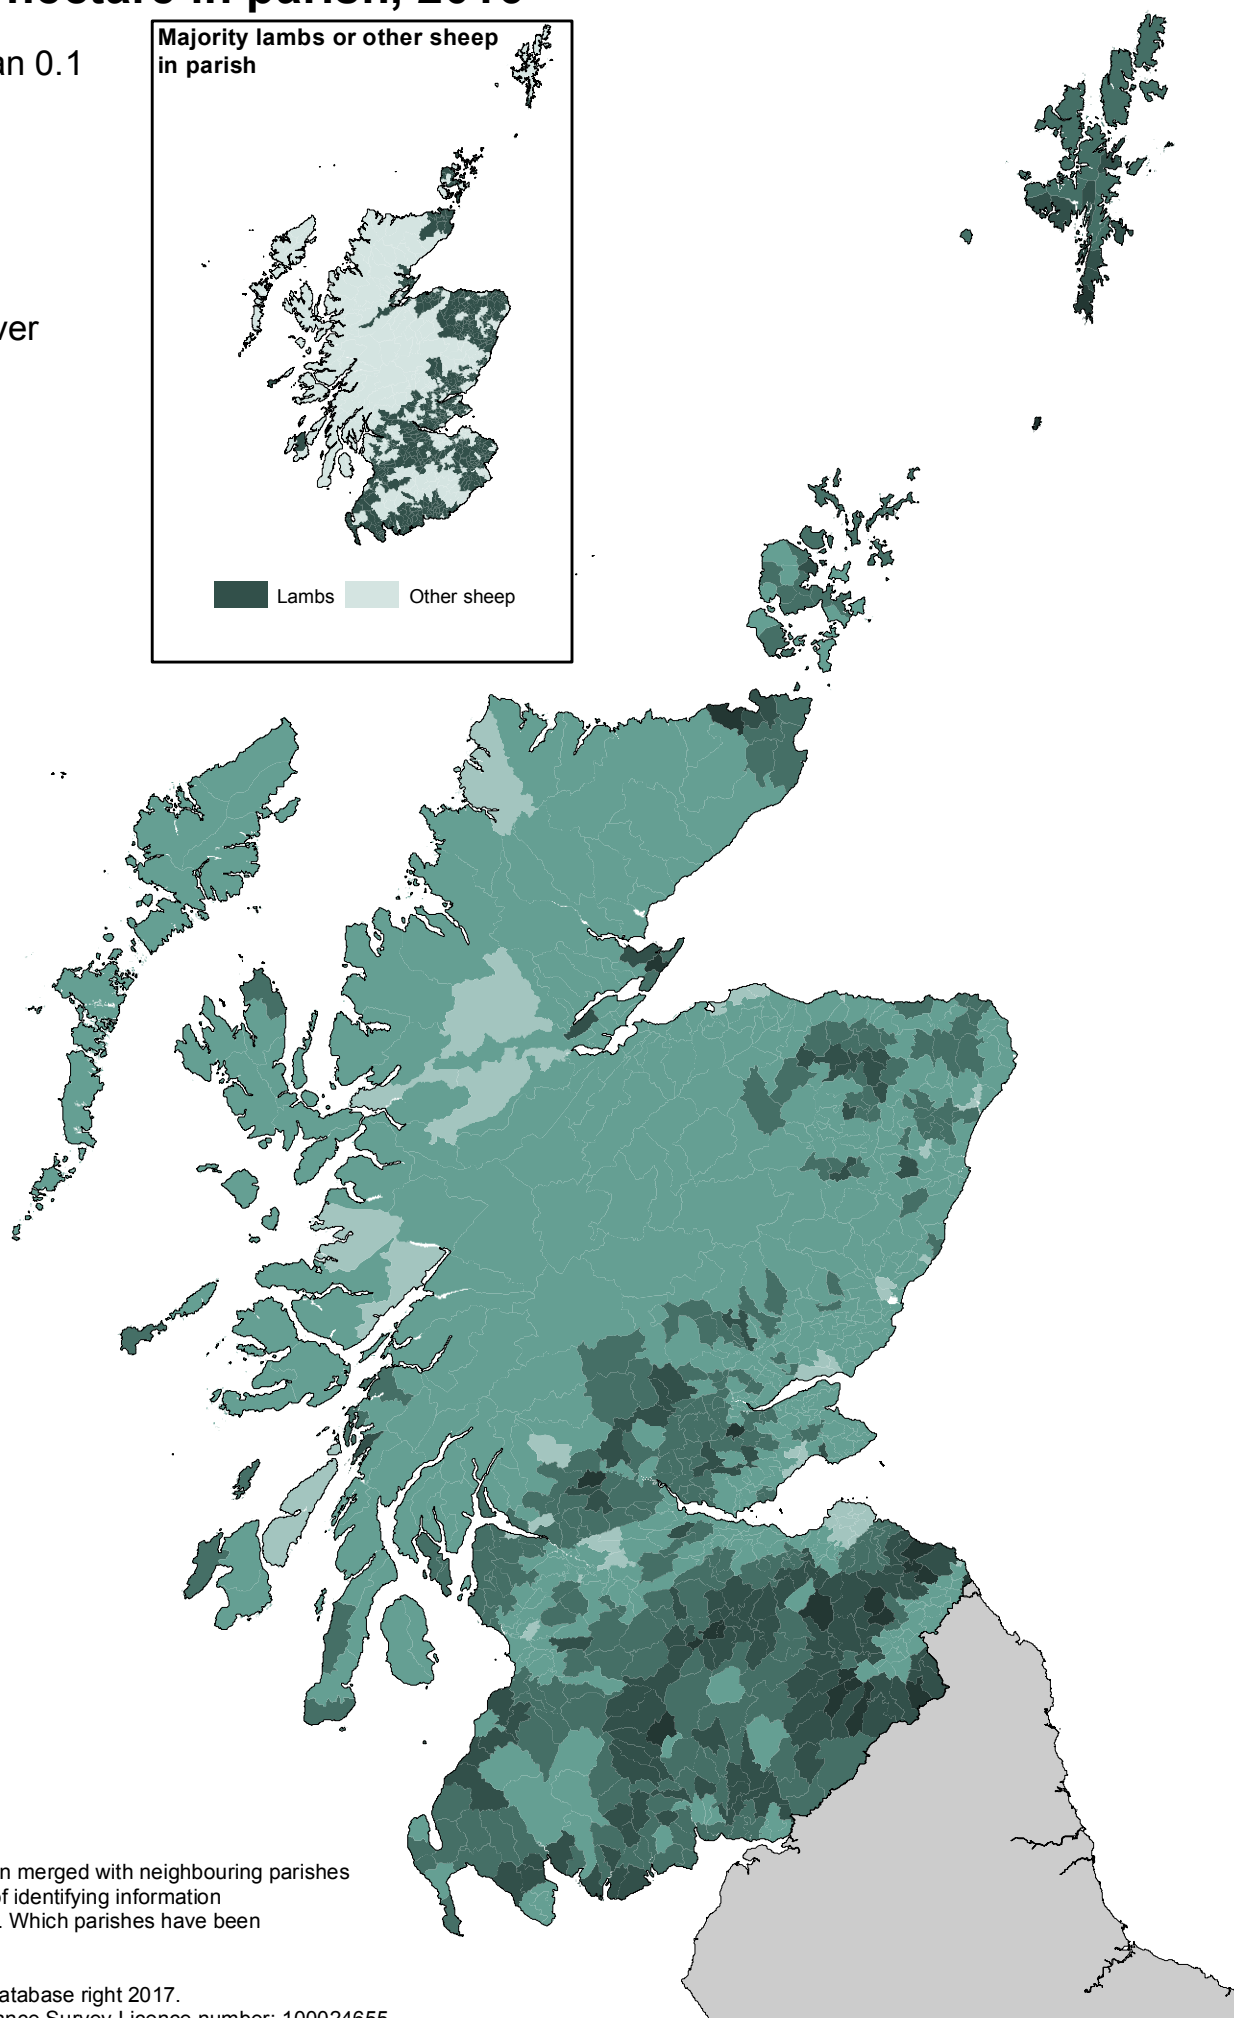 an 0.1
Majority lambs or other sheep
in parish
ver
Lambs
Other sheep
n merged with neighbouring parishes
of identifying information
. Which parishes have been
atabase right 2017.